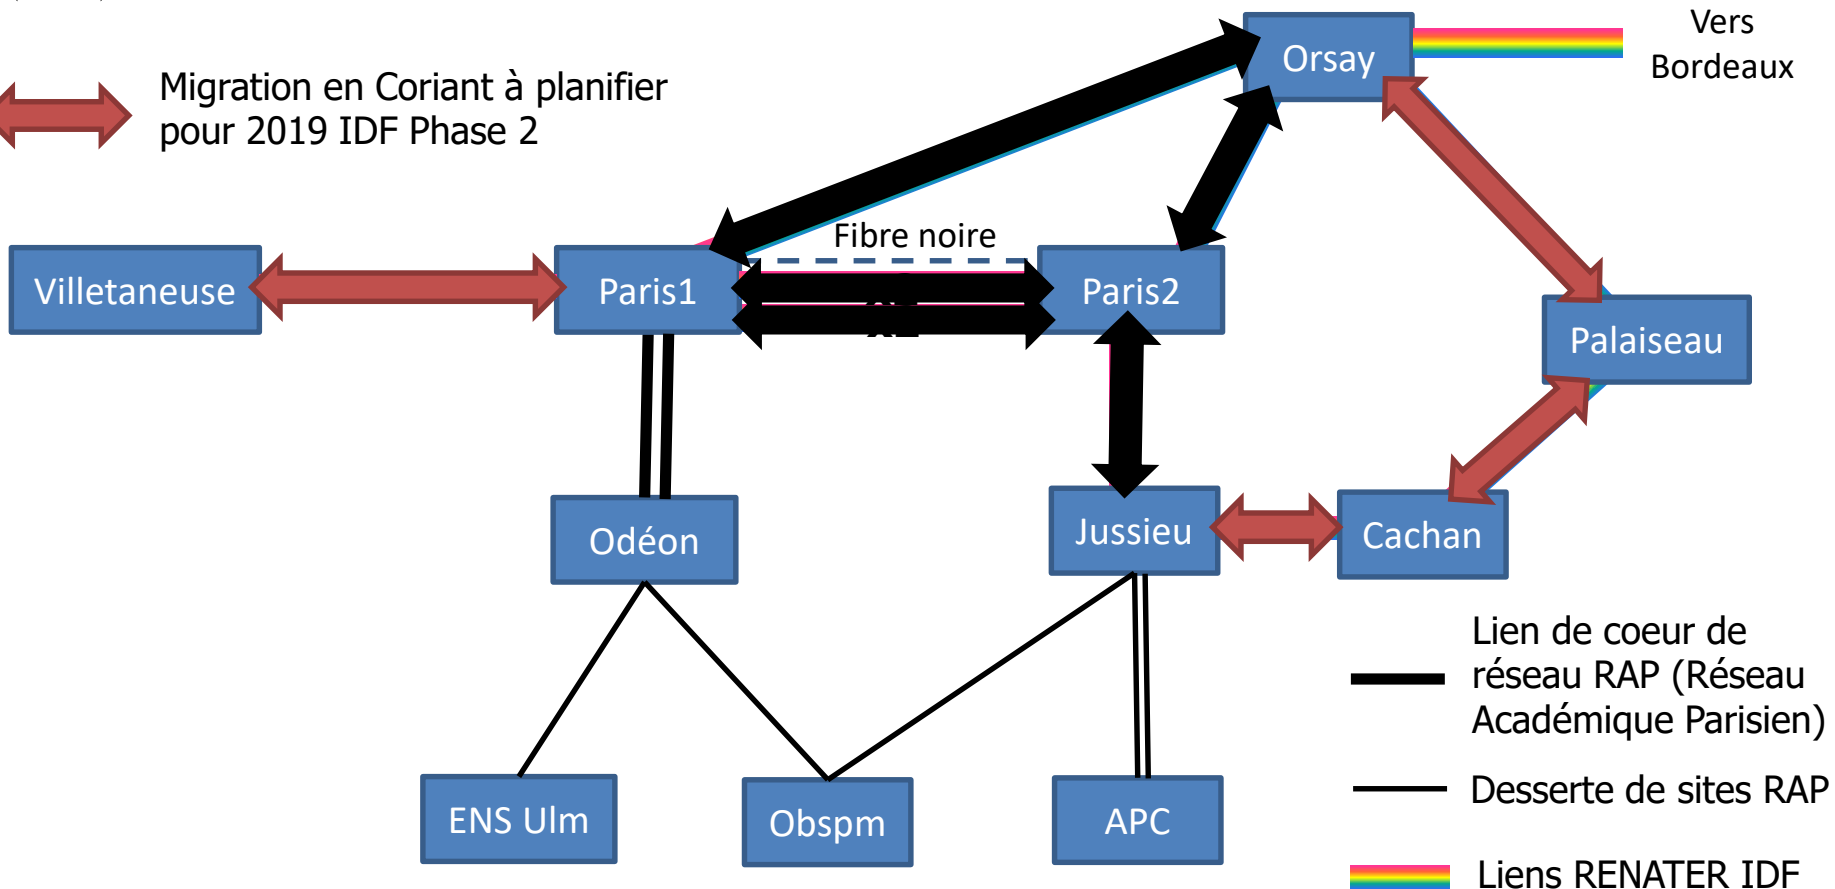 Vers
Bordeaux
Orsay
Migration en Coriant à planifier
pour 2019 IDF Phase 2
Fibre noire
Villetaneuse
Paris1
Paris2
Palaiseau
Odéon
Jussieu
Cachan
Lien de coeur de
réseau RAP (Réseau
Académique Parisien)
Desserte de sites RAP
ENS Ulm
Obspm
APC
Liens RENATER IDF